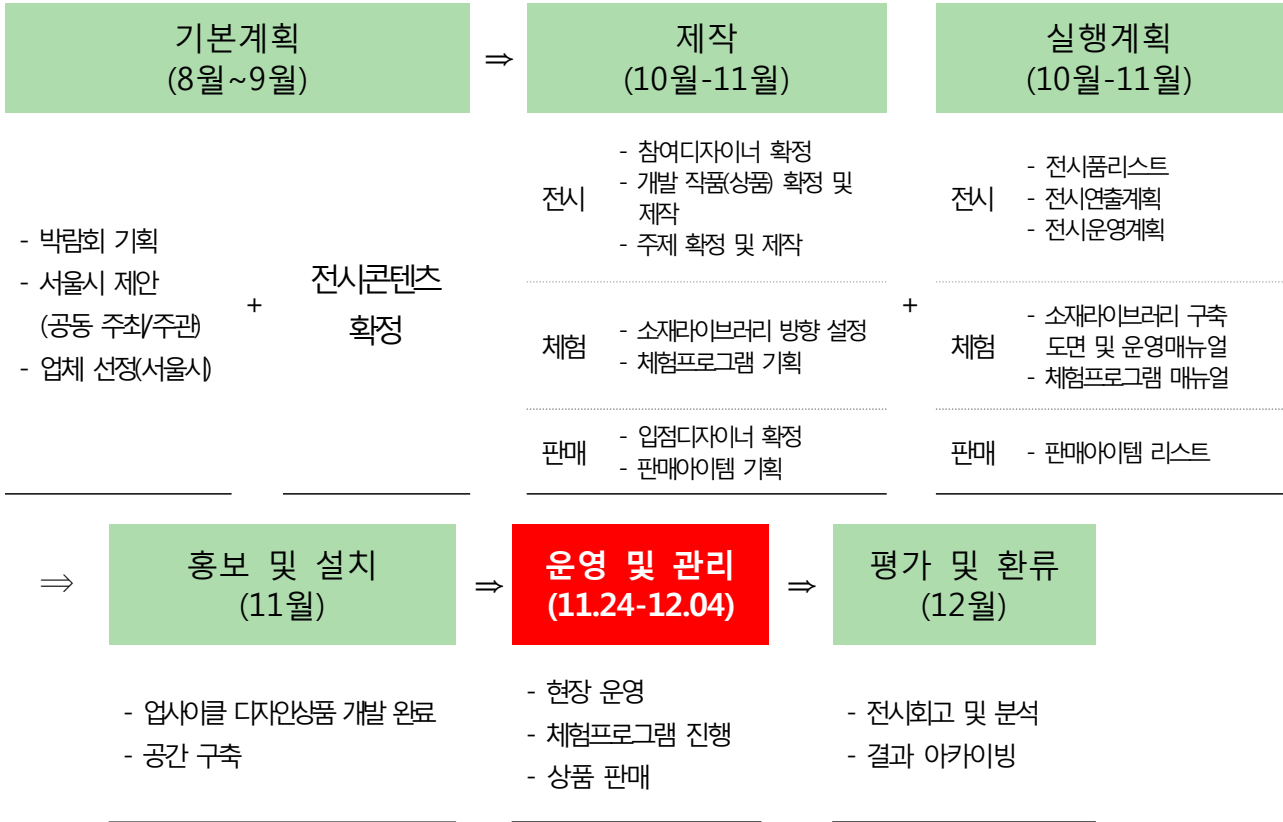 기본계획
(8월~9월)
⇒
제작
(10월-11월)
실행계획
(10월-11월)
- 박람회 기획
- 서울시 제안
(공동 주최/주관)
- 업체 선정(서울시)
+
전시콘텐츠
확정
전시
- 참여디자이너 확정
- 개발 작품(상품) 확정 및
제작
- 주제 확정 및 제작
체험
- 소재라이브러리 방향 설정
- 체험프로그램 기획
판매
- 입점디자이너 확정
- 판매아이템 기획
+
전시
- 전시품리스트
- 전시연출계획
- 전시운영계획
체험
- 소재라이브러리 구축
도면 및 운영매뉴얼
- 체험프로그램 매뉴얼
판매
- 판매아이템 리스트
⇒
홍보 및 설치
(11월)
⇒
운영 및 관리
(11.24-12.04)
⇒
평가 및 환류
(12월)
- 업사이클 디자인상품 개발 완료
- 공간 구축
- 현장 운영
- 체험프로그램 진행
- 상품 판매
- 전시회고 및 분석
- 결과 아카이빙